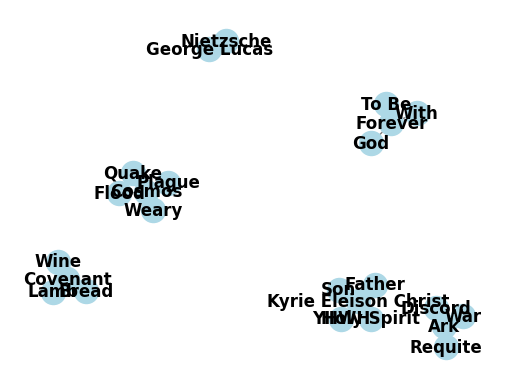 Nietzsche
George Lucas
To Be
With
Forever
God
Quake
Plague
Cosmos
Flood
Weary
Wine
Covenant
Lamb
Bread
Father
Son
Kyrie Eleison Christ
YHWH
Holy Spirit
Discord
War
Ark
Requite